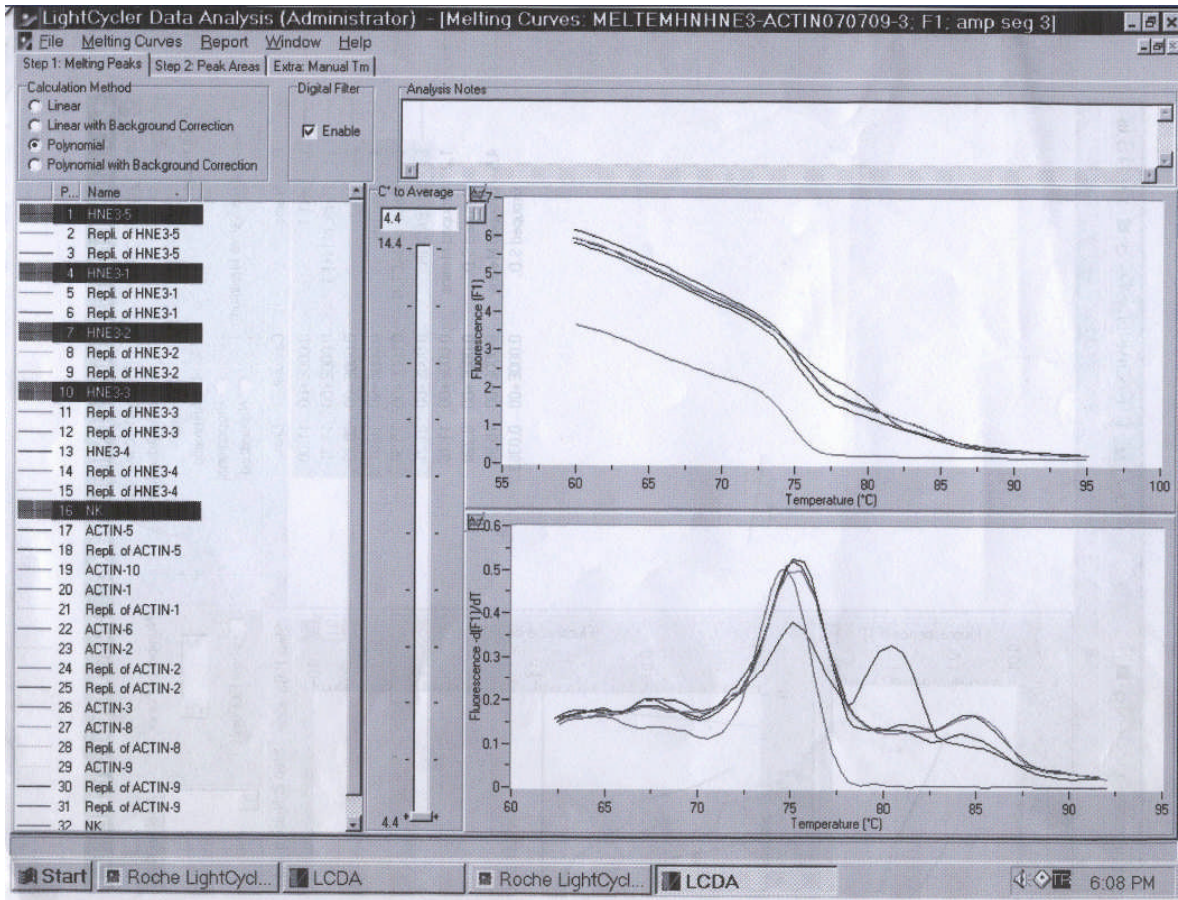 LightCycler Data Analysis (Administrator) - [Melting Curves: MELTEMHNHNE3-ACTIN070709-3; F1; amp seg 3]
File Melting Curves Report Window Help
Step 1: Melting Peaks Step 2: Peak Areas Extra: Manual Tm
Calculation Method
Linear
Linear with Background Correction
Polynomial
Polynomial with Background Correction
Digital Filter
Enable
Analysis Notes
P... Name
1 HNE3-5
2 Repli. of HNE3-5
3 Repli. of HNE3-5
4 HNE3-1
5 Repli. of HNE3-1
6 Repli. of HNE3-1
7 HNE3-2
8 Repli. of HNE3-2
9 Repli. of HNE3-2
10 HNE3-3
11 Repli. of HNE3-3
12 Repli. of HNE3-3
13 HNE3-4
14 Repli. of HNE3-4
15 Repli. of HNE3-4
16 NK
17 ACTIN-5
18 Repli. of ACTIN-5
19 ACTIN-10
20 ACTIN-1
21 Repli. of ACTIN-1
22 ACTIN-6
23 ACTIN-2
24 Repli. of ACTIN-2
25 Repli. of ACTIN-2
26 ACTIN-3
27 ACTIN-8
28 Repli. of ACTIN-8
29 ACTIN-9
30 Repli. of ACTIN-9
31 Repli. of ACTIN-9
32 NK
C° to Average
4.4
14.4
4.4
Fluorescence (F1)
7
6
5
4
3
2
1
0
55 60 65 70 75 80 85 90 95 100
Temperature (°C)
Fluorescence -d(F1)/dT
0.6
0.5
0.4
0.3
0.2
0.1
0
60 65 70 75 80 85 90 95
Temperature (°C)
Start Roche LightCycl... LCDA Roche LightCycl... LCDA 6:08 PM